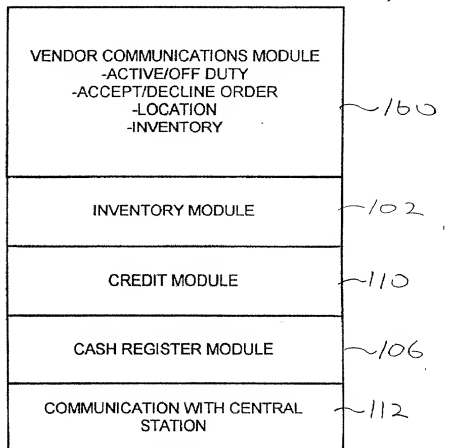 VENDOR COMMUNICATIONS MODULE
-ACTIVE/OFF DUTY
-ACCEPT/DECLINE ORDER
-LOCATION
-INVENTORY
160
INVENTORY MODULE
102
CREDIT MODULE
110
CASH REGISTER MODULE
106
COMMUNICATION WITH CENTRAL
STATION
112